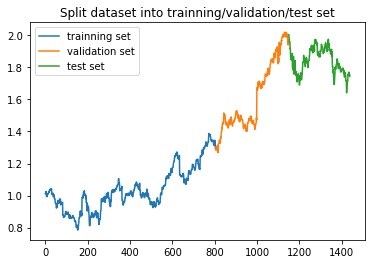 Split dataset into trainning/validation/test set
trainning set
validation set
test set
2.0
1.8
1.6
1.4
1.2
1.0
0.8
0 200 400 600 800 1000 1200 1400